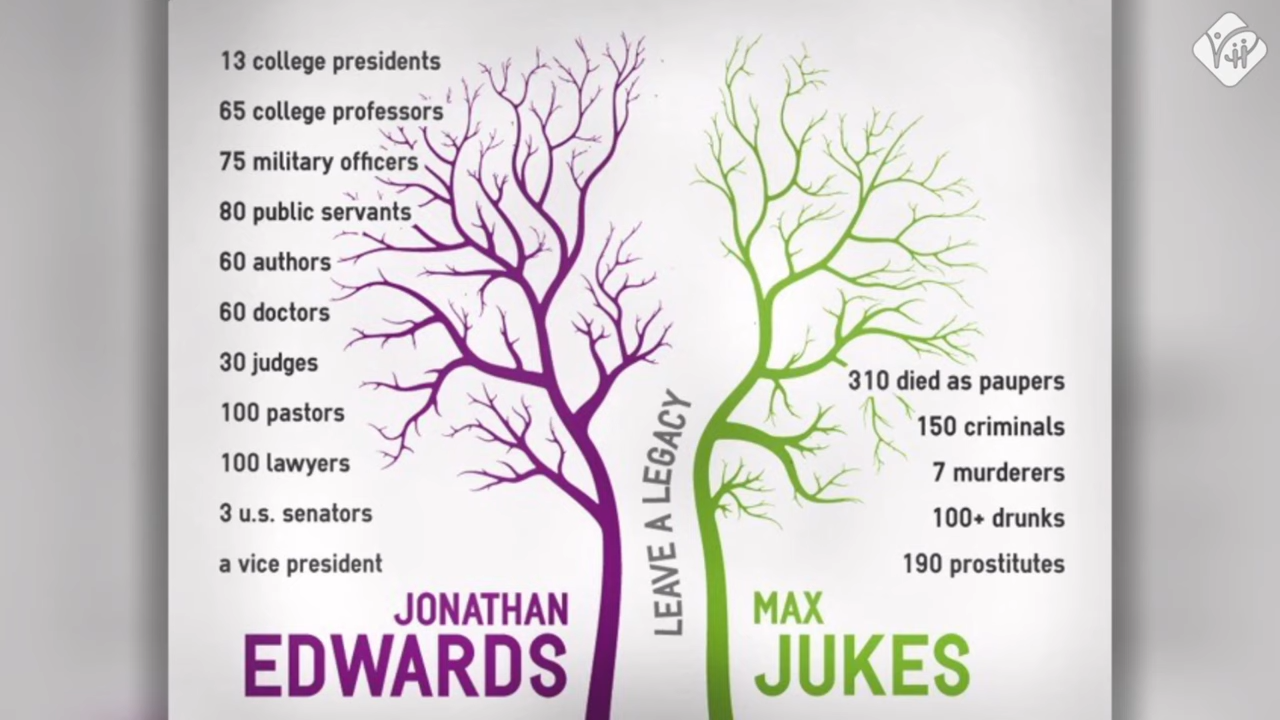 13 college presidents
65 college professors
75 military officers
80 public servants
60 authors
60 doctors
30 judges
100 pastors
100 lawyers
3 u.s. senators
a vice president
JONATHAN
EDWARDS
LEAVE A LEGACY
310 died as paupers
150 criminals
7 murderers
100+ drunks
190 prostitutes
MAX
JUKES